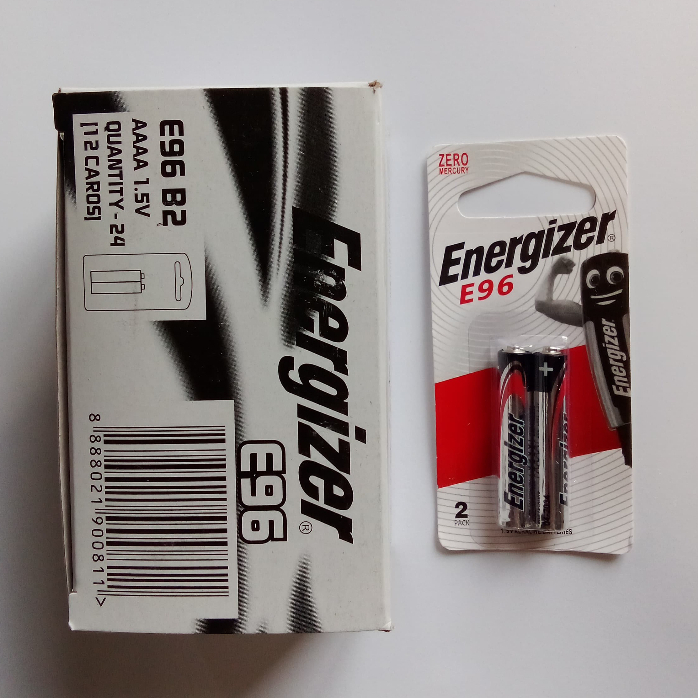 E96 B2
AAAA 1.5V
QUANTITY - 24
[12 CARDS]
Energizer®
E96
8 888021 900811 >
ZERO
MERCURY
Energizer®
E96
Energizer
+
Energizer
2
PACK